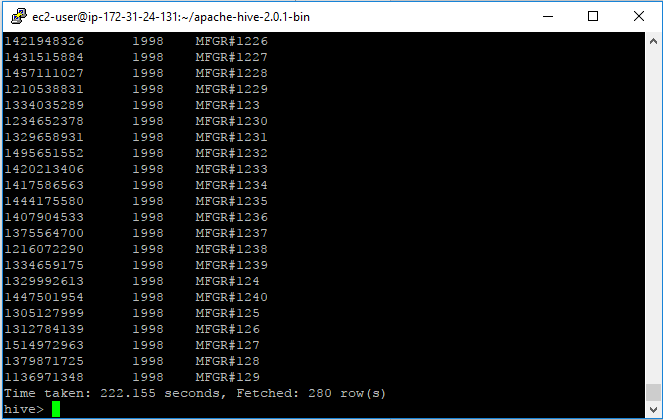 ec2-user@ip-172-31-24-131:~/apache-hive-2.0.1-bin
1421948326 1998 MFGR#1226
1431515884 1998 MFGR#1227
1457111027 1998 MFGR#1228
1210538831 1998 MFGR#1229
1334035289 1998 MFGR#123
1234652378 1998 MFGR#1230
1329658931 1998 MFGR#1231
1495651552 1998 MFGR#1232
1420213406 1998 MFGR#1233
1417586563 1998 MFGR#1234
1444175580 1998 MFGR#1235
1407904533 1998 MFGR#1236
1375564700 1998 MFGR#1237
1216072290 1998 MFGR#1238
1334659175 1998 MFGR#1239
1329992613 1998 MFGR#124
1447501954 1998 MFGR#1240
1305127999 1998 MFGR#125
1312784139 1998 MFGR#126
1514972963 1998 MFGR#127
1379871725 1998 MFGR#128
1136971348 1998 MFGR#129
Time taken: 222.155 seconds, Fetched: 280 row(s)
hive>